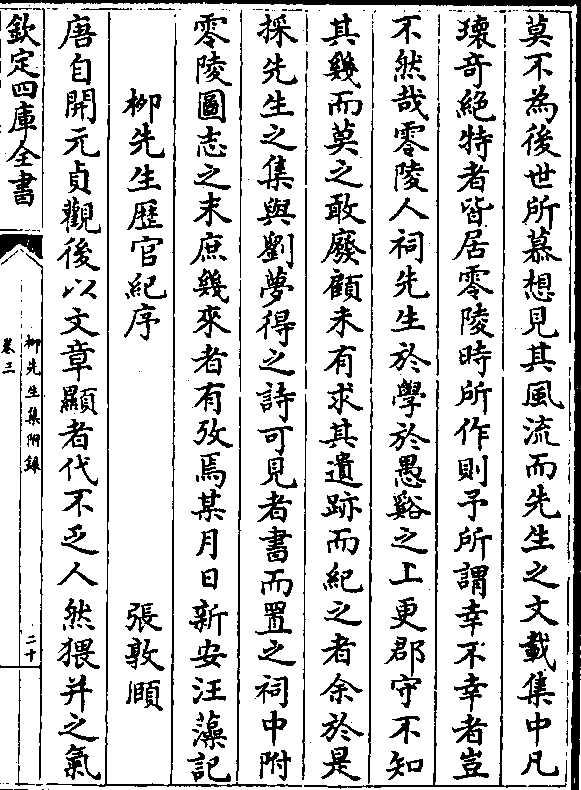 莫不為後世所慕想見其風流而先生之文載集中凡
瓌奇絶特者皆居零陵時所作則予所謂幸不幸者豈
不然哉零陵人祠先生於學於愚谿之上更郡守不知
其幾而莫之敢廢顧未有求其遺跡而紀之者余於是
採先生之集與劉夢得之詩可見者書而置之祠中附
零陵圖志之末庶幾來者有攷焉某月日新安汪藻記
柳先生歴官紀序　張敦頤
唐自開元貞觀後以文章顯者代不乏人然猥并之氣
欽定四庫全書
柳先生集附録
卷三
二十